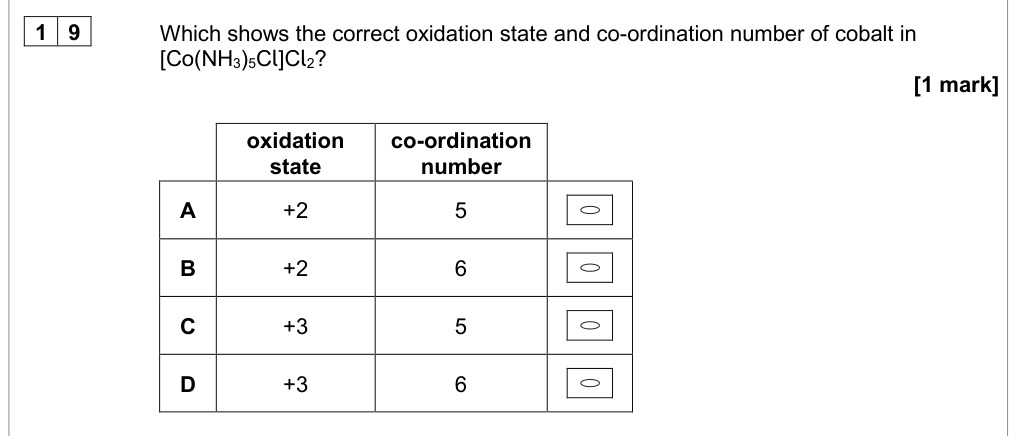 1 9
Which shows the correct oxidation state and co-ordination number of cobalt in
[Co(NH₃)₅Cl]Cl₂?
[1 mark]
oxidation state
co-ordination number
A +2 5
B +2 6
C +3 5
D +3 6